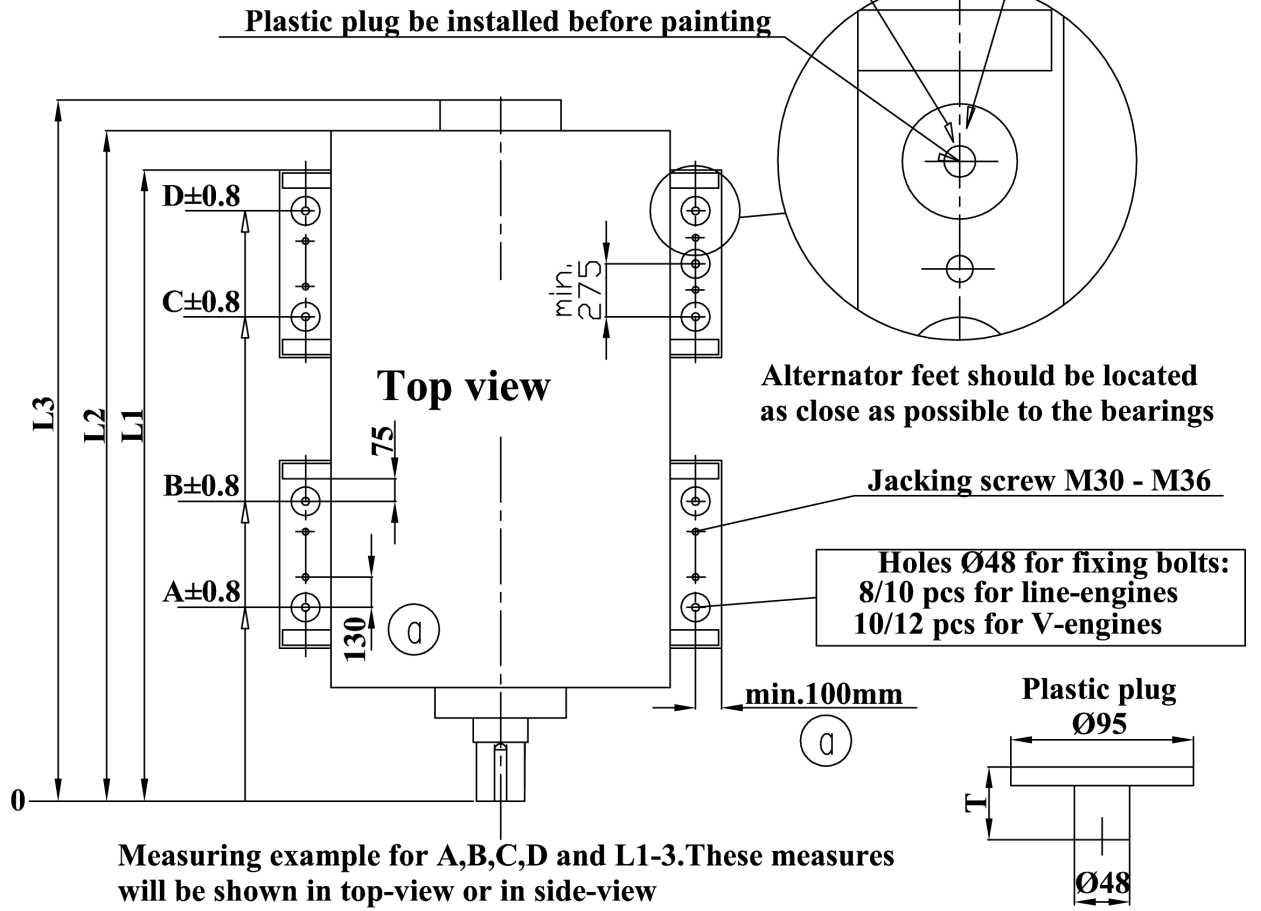 Plastic plug be installed before painting
D±0.8
C±0.8
min.
275
L3
L2
L1
Top view
Alternator feet should be located
as close as possible to the bearings
75
B±0.8
Jacking screw M30 - M36
A±0.8
130
a
Holes Ø48 for fixing bolts:
8/10 pcs for line-engines
10/12 pcs for V-engines
min.100mm
a
Plastic plug
Ø95
T
Ø48
0
Measuring example for A,B,C,D and L1-3.These measures
will be shown in top-view or in side-view